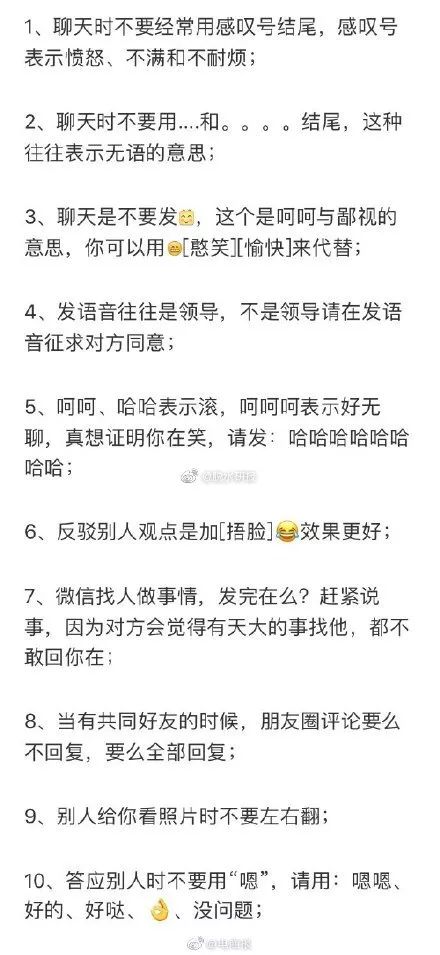 1、聊天时不要经常用感叹号结尾，感叹号
表示愤怒、不满和不耐烦；
2、聊天时不要用....和。。。。结尾，这种
往往表示无语的意思；
3、聊天是不要发😊，这个是呵呵与鄙视的
意思，你可以用😁[憨笑][愉快]来代替；
4、发语音往往是领导，不是领导请在发语
音征求对方同意；
5、呵呵、哈哈表示滚，呵呵呵表示好无
聊，真想证明你在笑，请发：哈哈哈哈哈哈
哈哈；
6、反驳别人观点是加[捂脸]😂效果更好；
7、微信找人做事情，发完在么？赶紧说
事，因为对方会觉得有天大的事找他，都不
敢回你在；
8、当有共同好友的时候，朋友圈评论要么
不回复，要么全部回复；
9、别人给你看照片时不要左右翻；
10、答应别人时不要用“嗯”，请用：嗯嗯、
好的、好哒、👌、没问题；